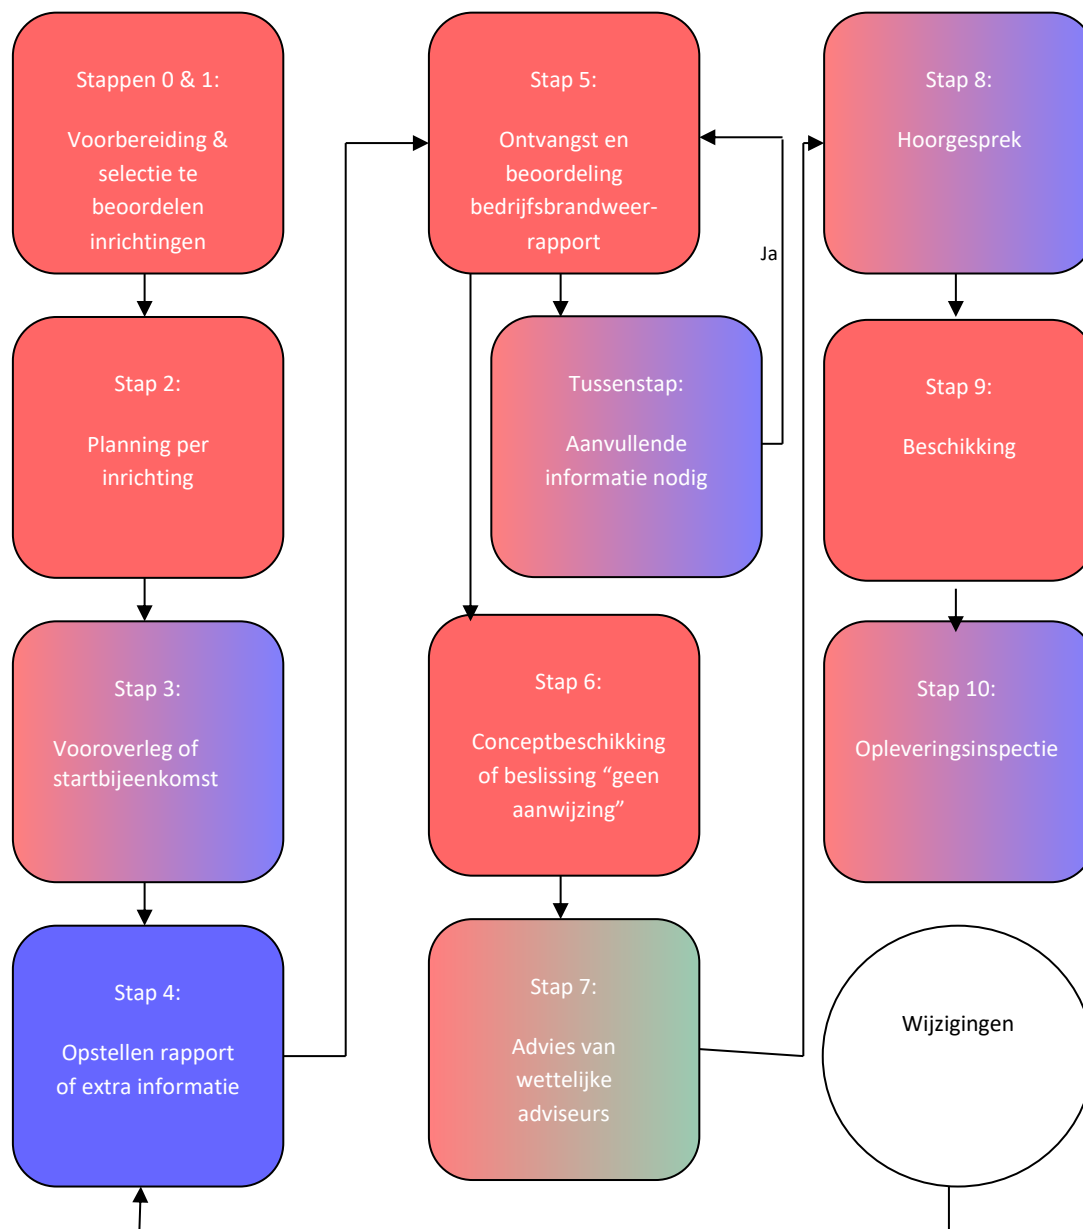 Stappen 0 & 1:
Voorbereiding &
selectie te
beoordelen
inrichtingen
Stap 2:
Planning per
inrichting
Stap 3:
Vooroverleg of
startbijeenkomst
Stap 4:
Opstellen rapport
of extra informatie
Stap 5:
Ontvangst en
beoordeling
bedrijfsbrandweer-
rapport
Ja
Tussenstap:
Aanvullende
informatie nodig
Stap 6:
Conceptbeschikking
of beslissing “geen
aanwijzing”
Stap 7:
Advies van
wettelijke
adviseurs
Stap 8:
Hoorgesprek
Stap 9:
Beschikking
Stap 10:
Opleveringsinspectie
Wijzigingen